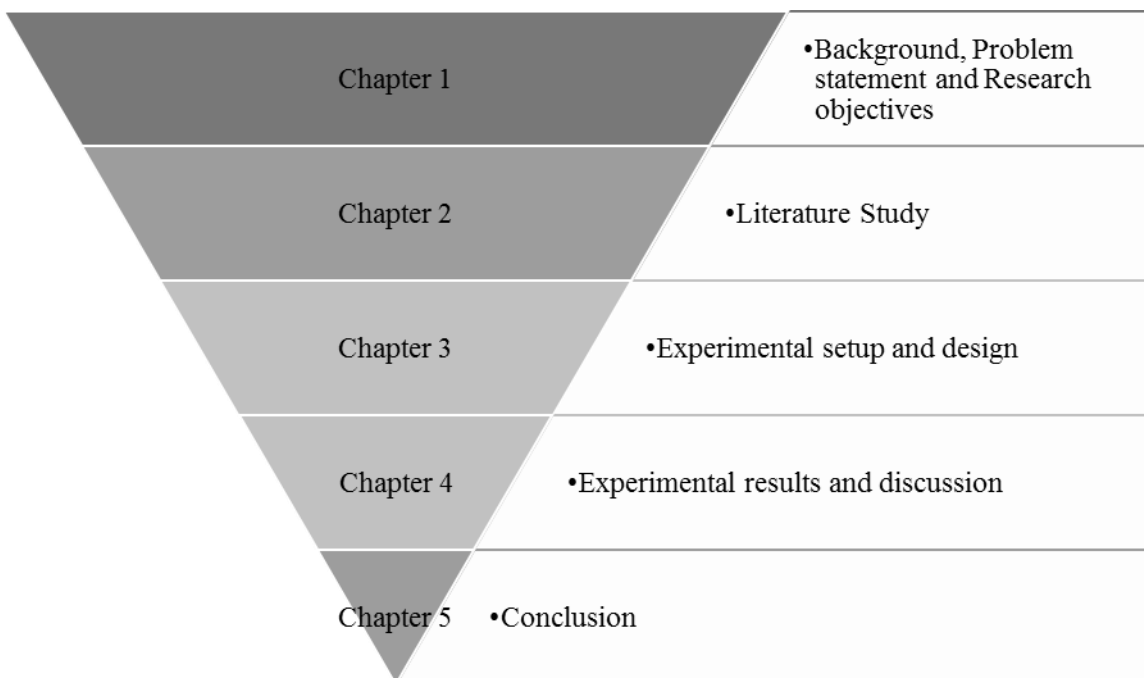 Chapter 1
•Background, Problem
statement and Research
objectives
Chapter 2
•Literature Study
Chapter 3
•Experimental setup and design
Chapter 4
•Experimental results and discussion
Chapter 5
•Conclusion